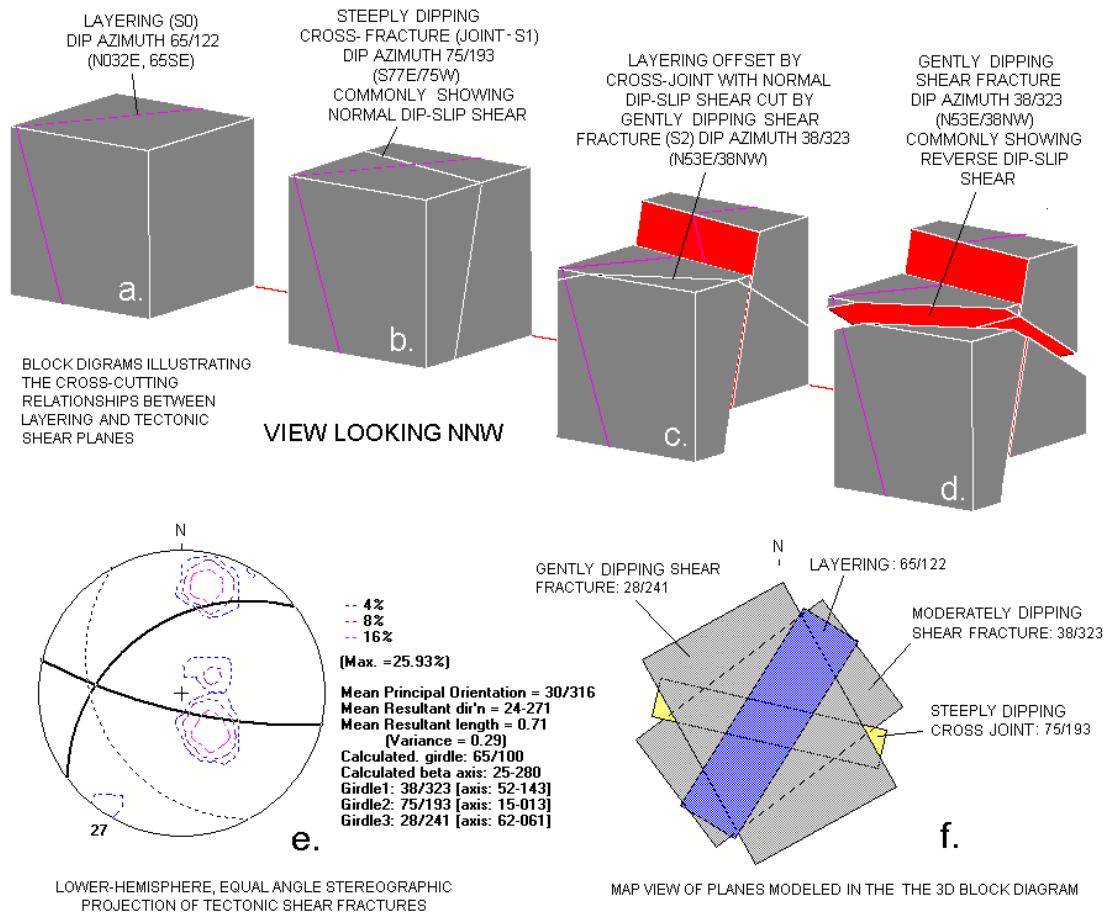 LAYERING (S0)
DIP AZIMUTH 65/122
(N032E, 65SE)
STEEPLY DIPPING
CROSS- FRACTURE (JOINT- S1)
DIP AZIMUTH 75/193
(S77E/75W)
COMMONLY SHOWING
NORMAL DIP-SLIP SHEAR
LAYERING OFFSET BY
CROSS-JOINT WITH NORMAL
DIP-SLIP SHEAR CUT BY
GENTLY DIPPING SHEAR
FRACTURE (S2) DIP AZIMUTH 38/323
(N53E/38NW)
GENTLY DIPPING
SHEAR FRACTURE
DIP AZIMUTH 38/323
(N53E/38NW)
COMMONLY SHOWING
REVERSE DIP-SLIP
SHEAR
a.
b.
c.
d.
BLOCK DIGRAMS ILLUSTRATING
THE CROSS-CUTTING
RELATIONSHIPS BETWEEN
LAYERING AND TECTONIC
SHEAR PLANES
VIEW LOOKING NNW
N
27
-- 4%
-- 8%
-- 16%
(Max. =25.93%)
Mean Principal Orientation = 30/316
Mean Resultant dir'n = 24-271
Mean Resultant length = 0.71
(Variance = 0.29)
Calculated. girdle: 65/100
Calculated beta axis: 25-280
Girdle1: 38/323 [axis: 52-143]
Girdle2: 75/193 [axis: 15-013]
Girdle3: 28/241 [axis: 62-061]
e.
LOWER-HEMISPHERE, EQUAL ANGLE STEREOGRAPHIC
PROJECTION OF TECTONIC SHEAR FRACTURES
N
GENTLY DIPPING SHEAR
FRACTURE: 28/241
LAYERING: 65/122
MODERATELY DIPPING
SHEAR FRACTURE: 38/323
STEEPLY DIPPING
CROSS JOINT: 75/193
f.
MAP VIEW OF PLANES MODELED IN THE THE 3D BLOCK DIAGRAM